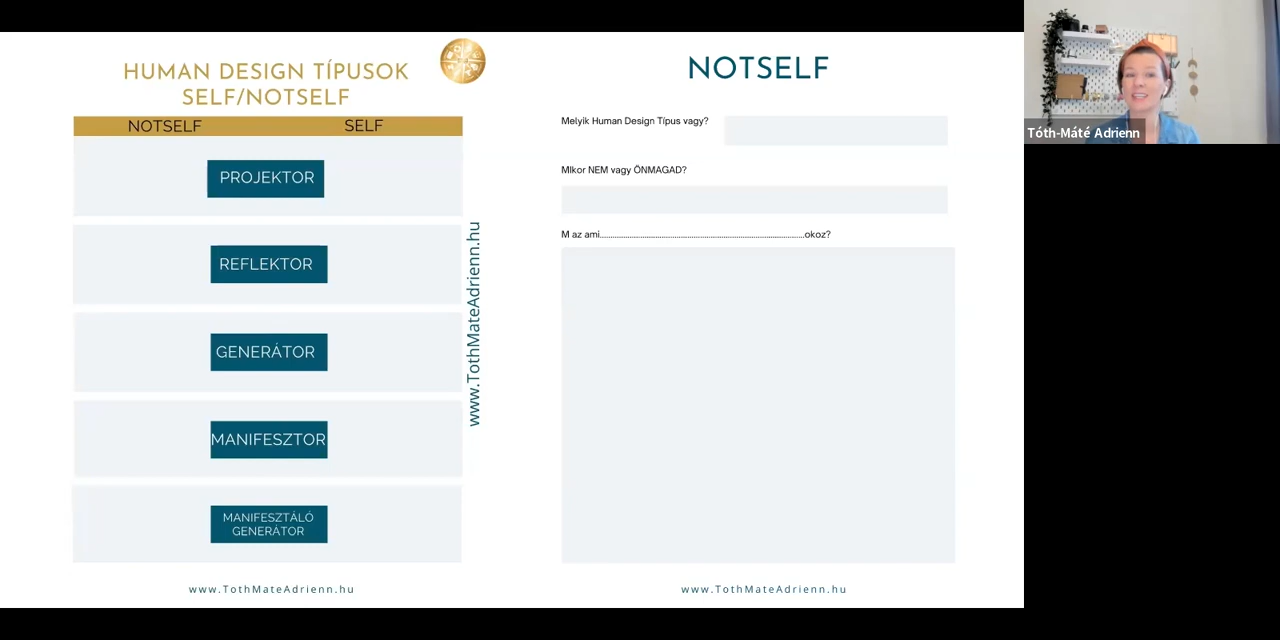 HUMAN DESIGN TÍPUSOK
SELF/NOTSELF
NOTSELF SELF
PROJEKTOR
REFLEKTOR
GENERÁTOR
MANIFESZTOR
MANIFESZTÁLÓ
GENERÁTOR
www.TothMateAdrienn.hu
www.TothMateAdrienn.hu
NOTSELF
Melyik Human Design Típus vagy?
MIkor NEM vagy ÖNMAGAD?
M az ami.....................................................................................okoz?
www.TothMateAdrienn.hu
Tóth-Máté Adrienn